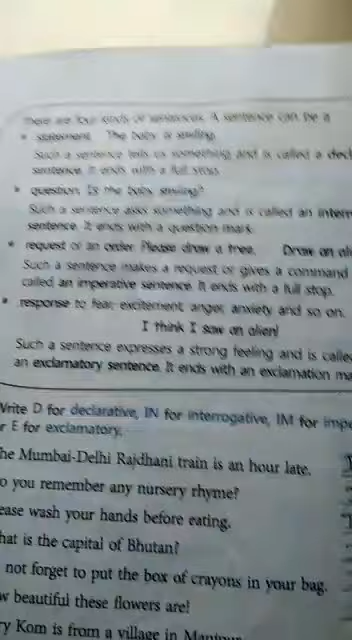 There are four kinds of sentences. A sentence can be a
• statement. The baby is smiling.
Such a sentence tells us something and is called a decl
sentence. It ends with a full stop.
• question. Is the baby smiling?
Such a sentence asks something and is called an interr
sentence. It ends with a question mark.
• request or an order. Please draw a tree. Draw an ali
Such a sentence makes a request or gives a command
called an imperative sentence. It ends with a full stop.
• response to fear, excitement, anger, anxiety and so on.
I think I saw an alien!
Such a sentence expresses a strong feeling and is calle
an exclamatory sentence. It ends with an exclamation ma
Write D for declarative, IN for interrogative, IM for impe
r E for exclamatory.
he Mumbai-Delhi Rajdhani train is an hour late.
o you remember any nursery rhyme?
ease wash your hands before eating.
hat is the capital of Bhutan?
not forget to put the box of crayons in your bag.
w beautiful these flowers are!
ry Kom is from a village in Manipur